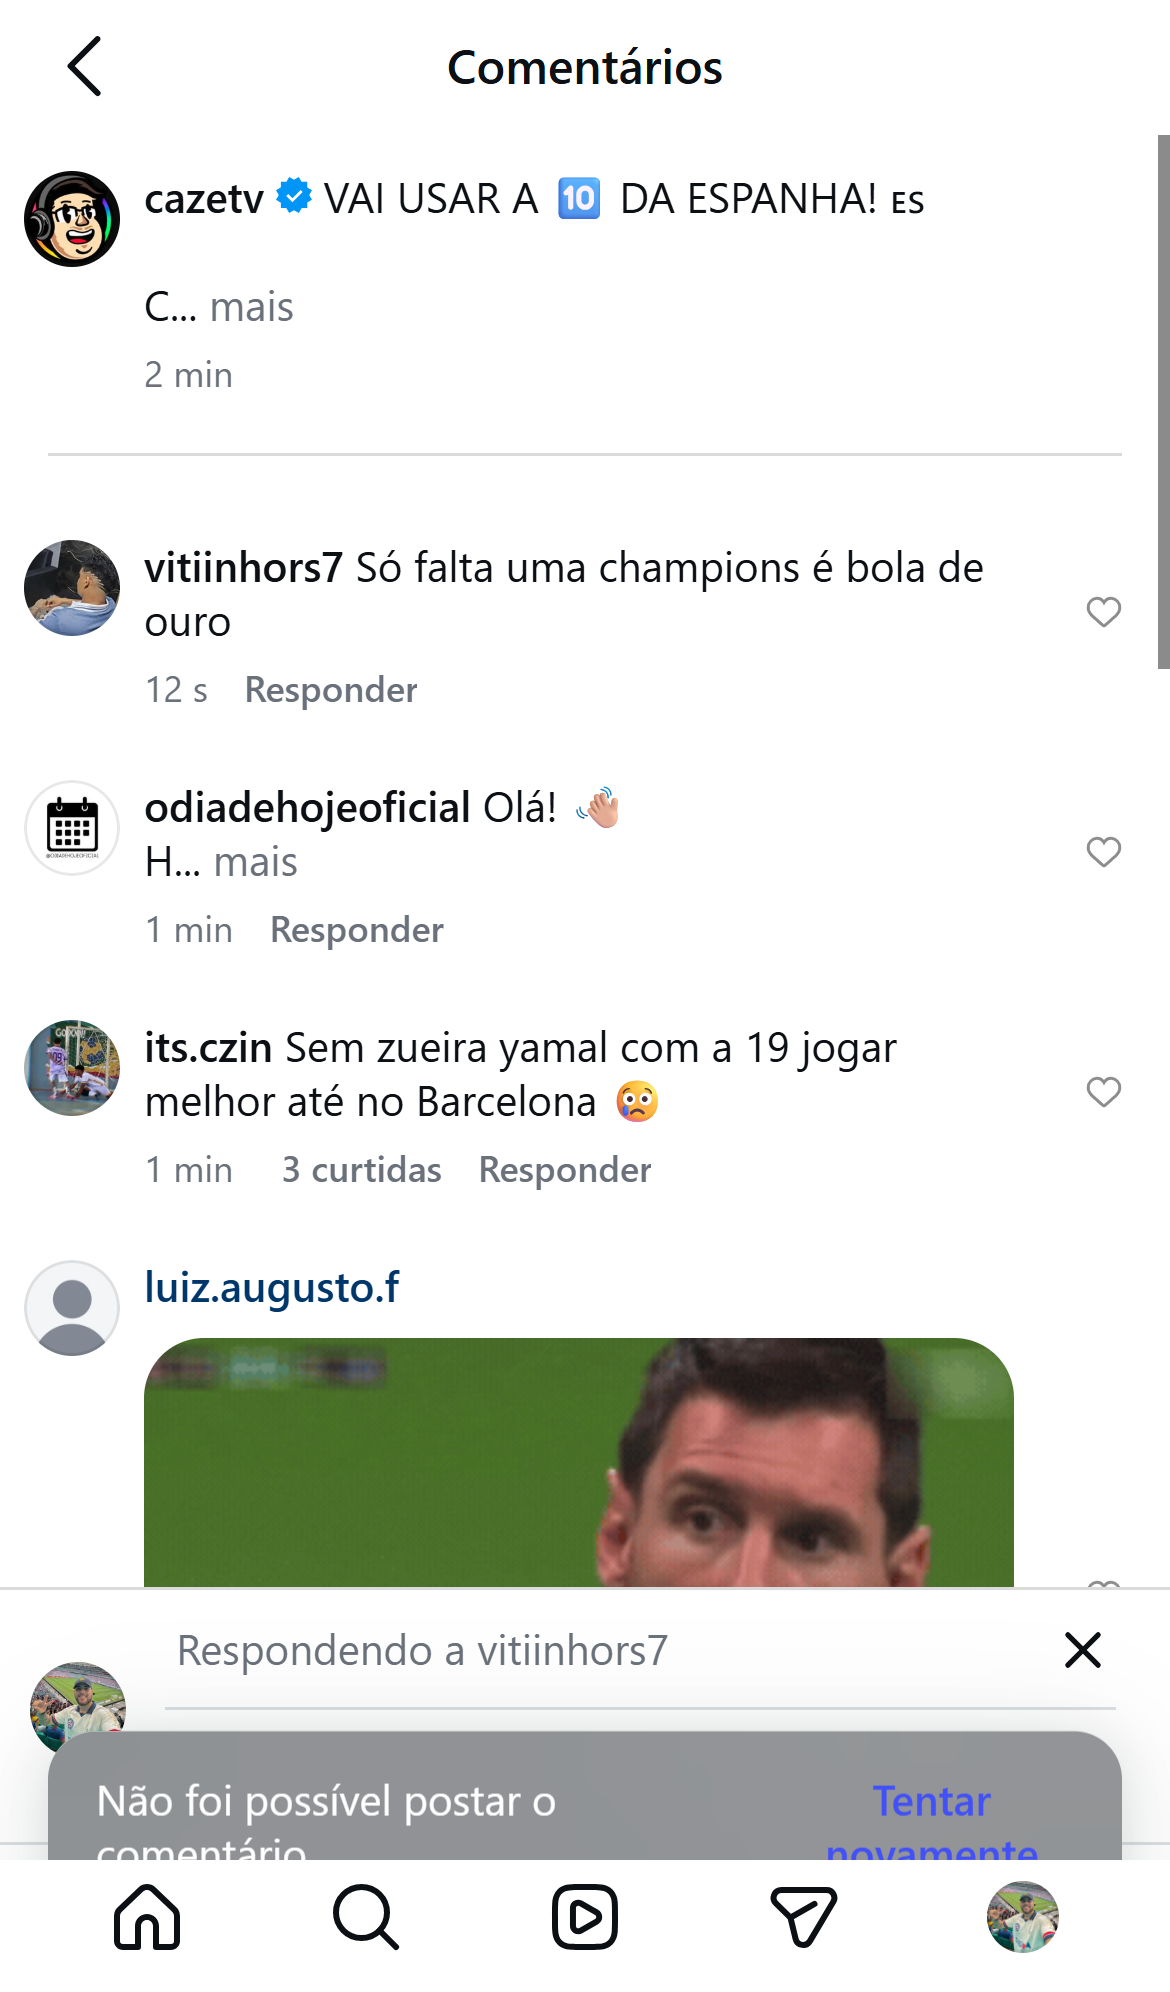 Comentários
cazetv VAI USAR A 🔟 DA ESPANHA! ES
C... mais
2 min
vitiinhors7 Só falta uma champions é bola de
ouro
12 s Responder
odiadehojeoficial Olá! 👋🏼
H... mais
1 min Responder
its.czin Sem zueira yamal com a 19 jogar
melhor até no Barcelona 😢
1 min 3 curtidas Responder
luiz.augusto.f
Respondendo a vitiinhors7
Não foi possível postar o
comentário
Tentar
novamente